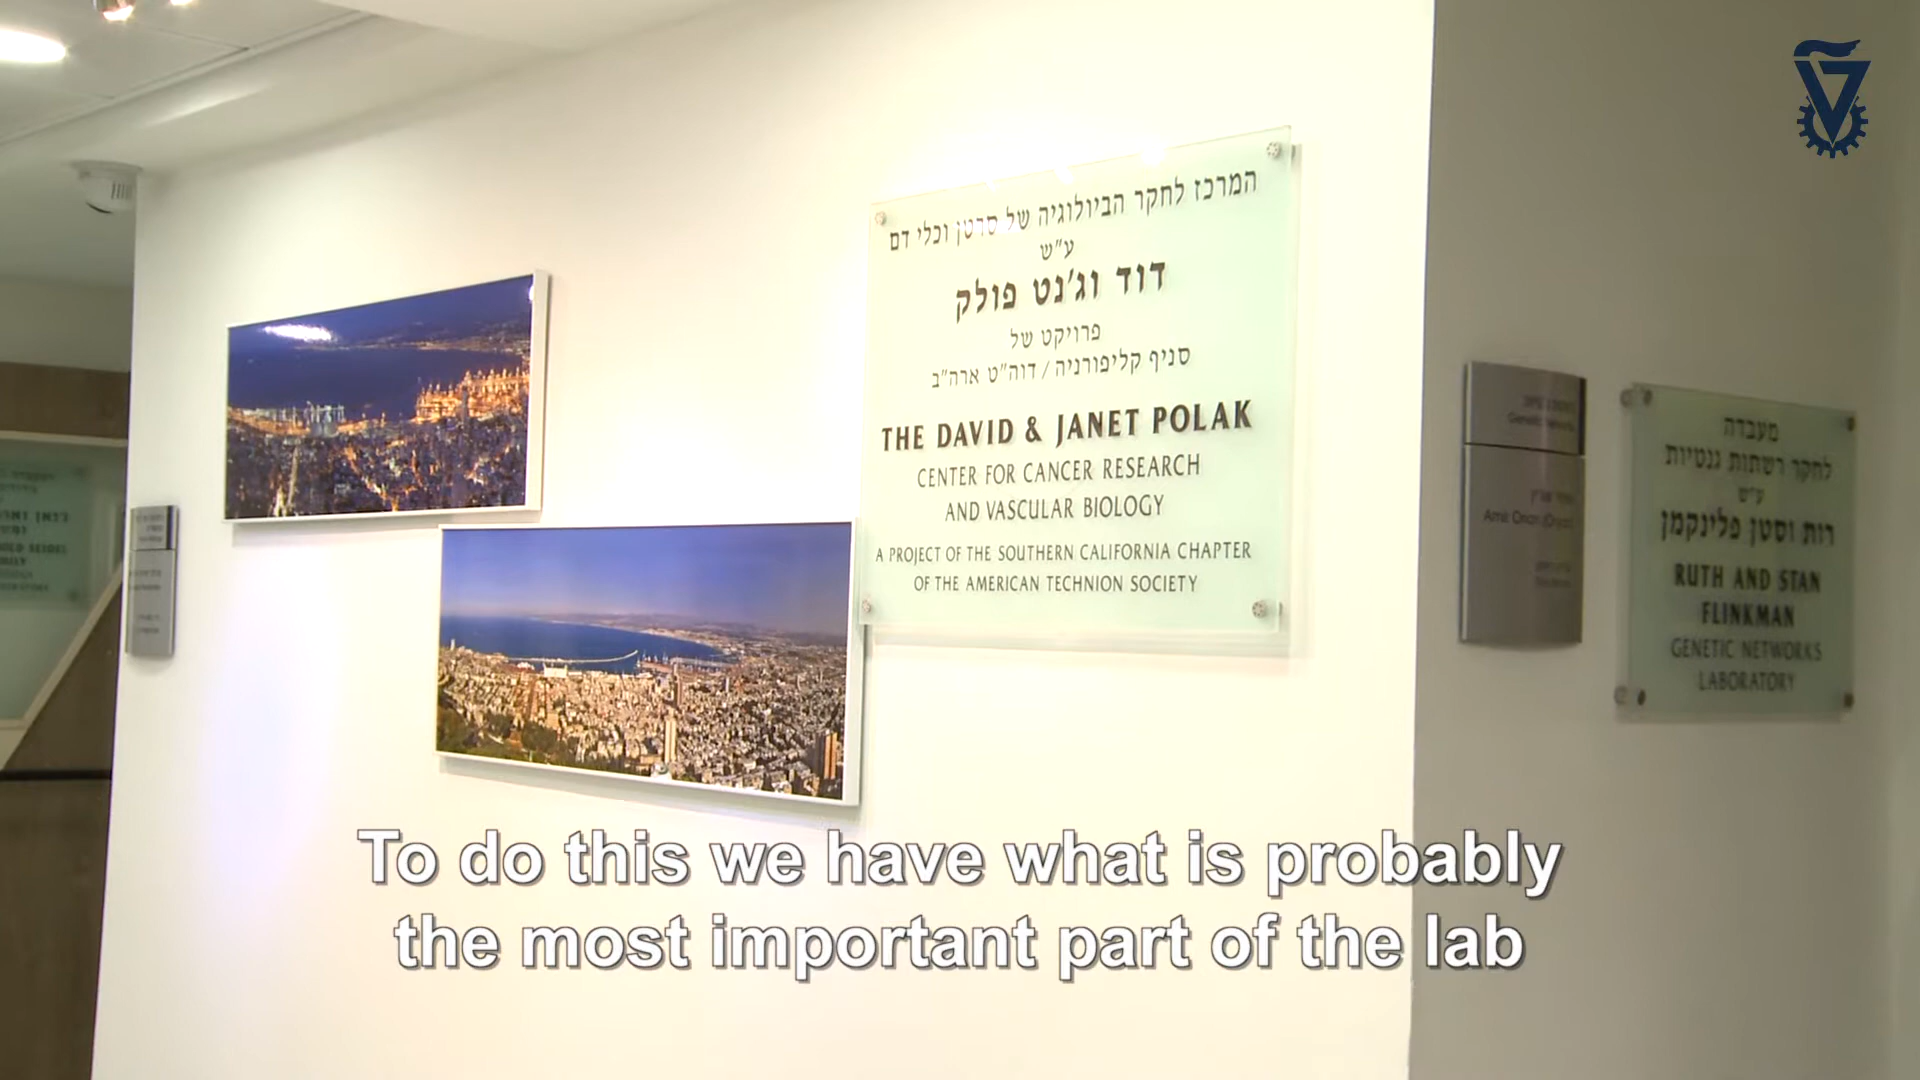 המרכז לחקר הביולוגיה של סרטן וכלי דם
ע"ש
דוד וג'נט פולק
פרויקט של
סניף קליפורניה / דוה"ט ארה"ב
THE DAVID & JANET POLAK
CENTER FOR CANCER RESEARCH
AND VASCULAR BIOLOGY
A PROJECT OF THE SOUTHERN CALIFORNIA CHAPTER
OF THE AMERICAN TECHNION SOCIETY
מעבדה
לחקר רשתות גנטיות
ע"ש
רות וסטן פלינקמן
RUTH AND STAN
FLINKMAN
GENETIC NETWORKS
LABORATORY
To do this we have what is probably
the most important part of the lab